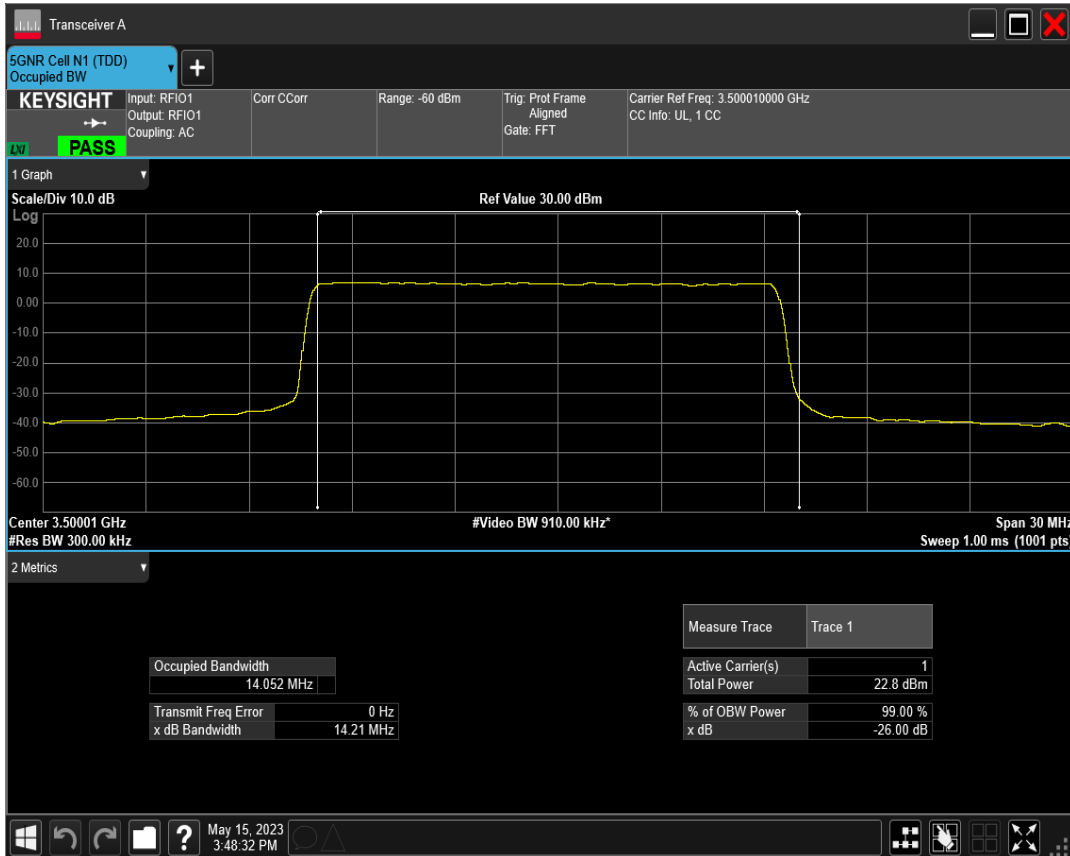 Transceiver A
5GNR Cell N1 (TDD)
Occupied BW
+
KEYSIGHT
LXI
PASS
Input: RFIO1
Output: RFIO1
Coupling: AC
Corr CCorr
Range: -60 dBm
Trig: Prot Frame
Aligned
Gate: FFT
Carrier Ref Freq: 3.500010000 GHz
CC Info: UL, 1 CC
1 Graph
Scale/Div 10.0 dB
Ref Value 30.00 dBm
Log
20.0
10.0
0.00
-10.0
-20.0
-30.0
-40.0
-50.0
-60.0
Center 3.50001 GHz
#Video BW 910.00 kHz*
Span 30 MHz
#Res BW 300.00 kHz
Sweep 1.00 ms (1001 pts)
2 Metrics
Measure Trace Trace 1
Occupied Bandwidth
14.052 MHz
Transmit Freq Error 0 Hz
x dB Bandwidth 14.21 MHz
Active Carrier(s) 1
Total Power 22.8 dBm
% of OBW Power 99.00 %
x dB -26.00 dB
?
May 15, 2023
3:48:32 PM